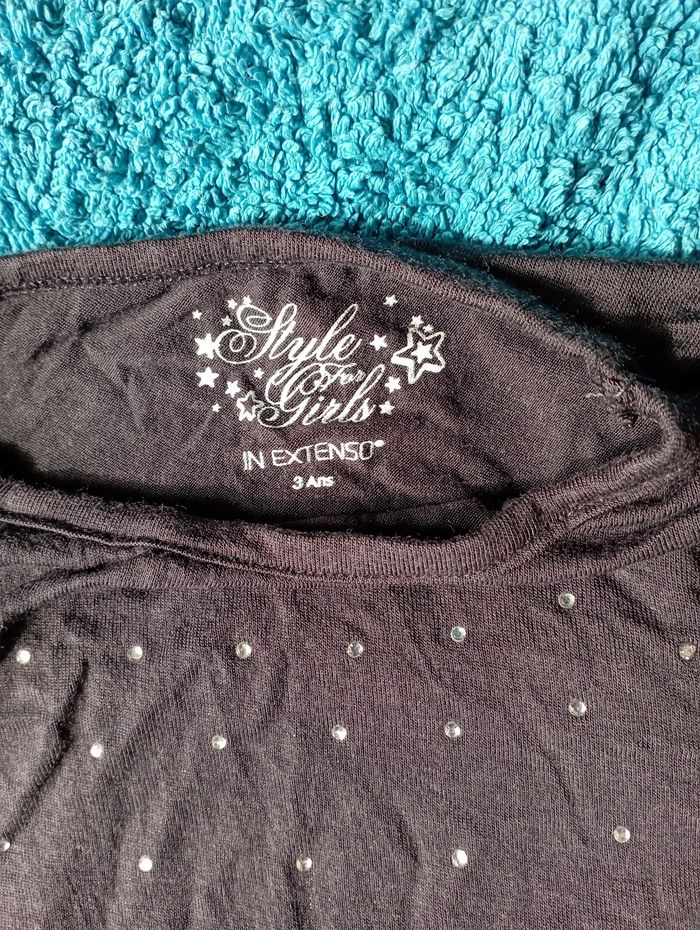 Style
For
Girls
IN EXTENSO®
3 Ans